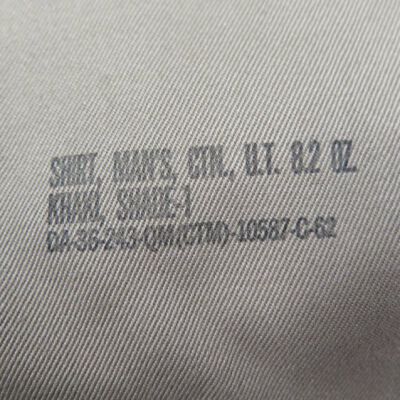 SHIRT, MAN'S, CTN., U.T. 8.2 OZ.
KHAKI, SHADE-1
DA-36-243-QM(CTM)-10587-C-62